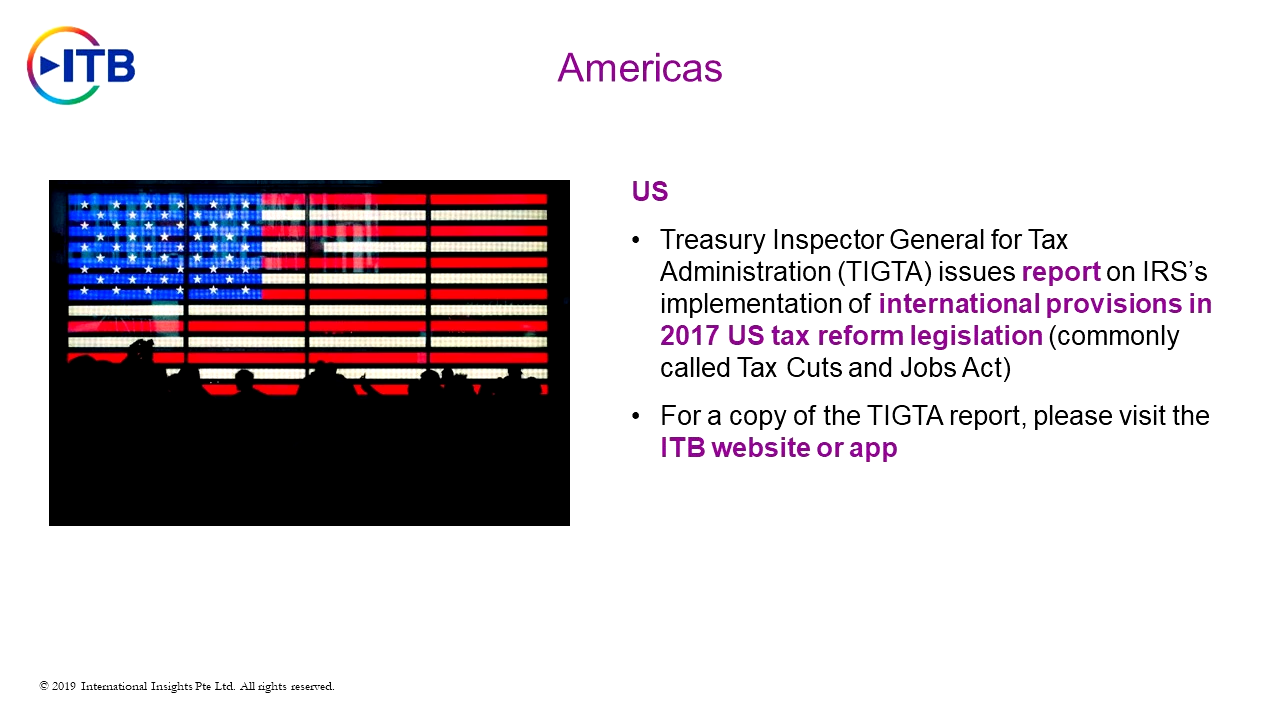 ITB
Americas
US
• Treasury Inspector General for Tax
Administration (TIGTA) issues report on IRS’s
implementation of international provisions in
2017 US tax reform legislation (commonly
called Tax Cuts and Jobs Act)
• For a copy of the TIGTA report, please visit the
ITB website or app
© 2019 International Insights Pte Ltd. All rights reserved.